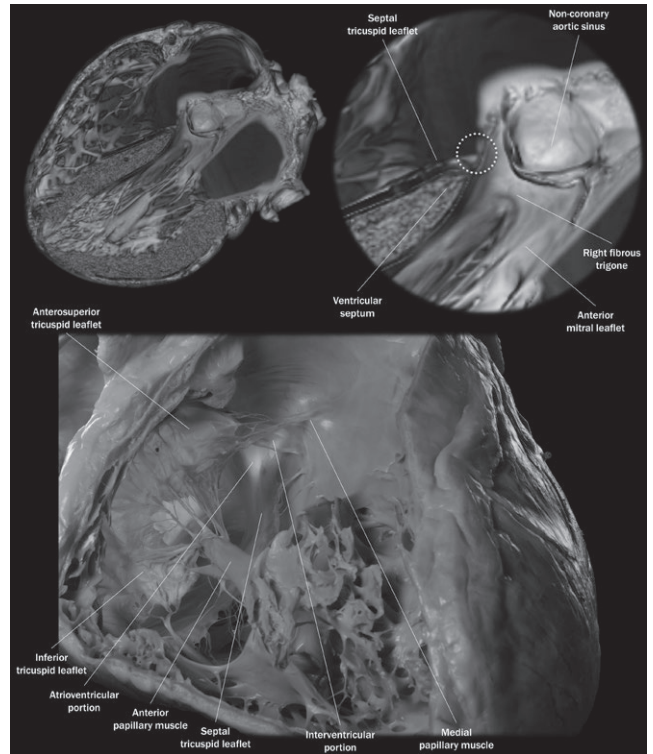 Septal
tricuspid leaflet
Non-coronary
aortic sinus
Right fibrous
trigone
Ventricular
septum
Anterior
mitral leaflet
Anterosuperior
tricuspid leaflet
Inferior
tricuspid leaflet
Atrioventricular
portion
Anterior
papillary muscle
Septal
tricuspid leaflet
Interventricular
portion
Medial
papillary muscle